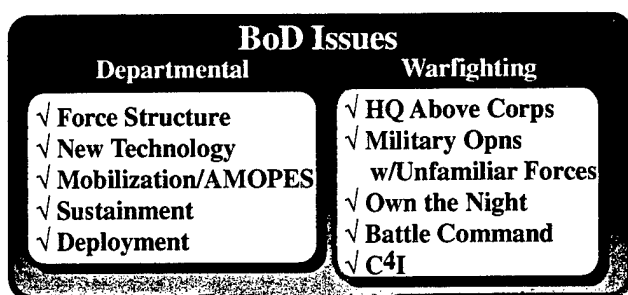 BoD Issues
Departmental
√ Force Structure
√ New Technology
√ Mobilization/AMOPES
√ Sustainment
√ Deployment
Warfighting
√ HQ Above Corps
√ Military Opns
w/Unfamiliar Forces
√ Own the Night
√ Battle Command
√ C4I